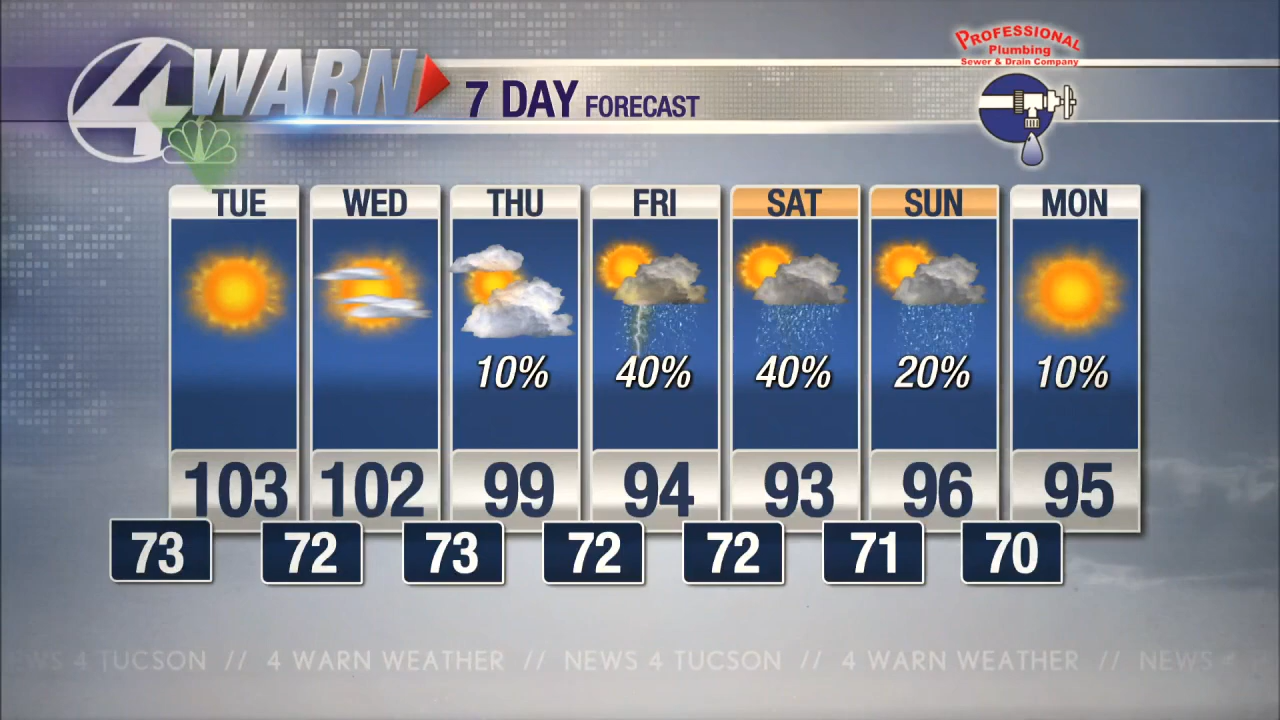 4WARN
7 DAY FORECAST
PROFESSIONAL
Plumbing
Sewer & Drain Company
TUE WED THU FRI SAT SUN MON
10% 40% 40% 20% 10%
103 102 99 94 93 96 95
73 72 73 72 72 71 70
WS 4 TUCSON // 4 WARN WEATHER // NEWS 4 TUCSON // 4 WARN WEATHER // NEWS 4